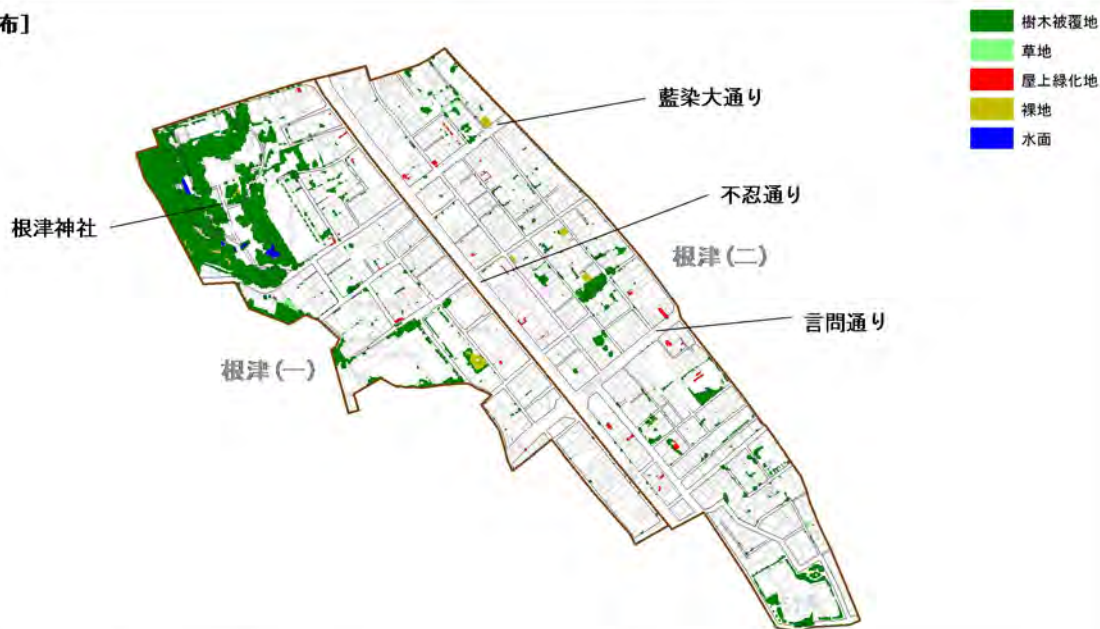 布]
樹木被覆地
草地
屋上緑化地
裸地
水面
藍染大通り
不忍通り
根津神社
根津(二)
言問通り
根津(一)